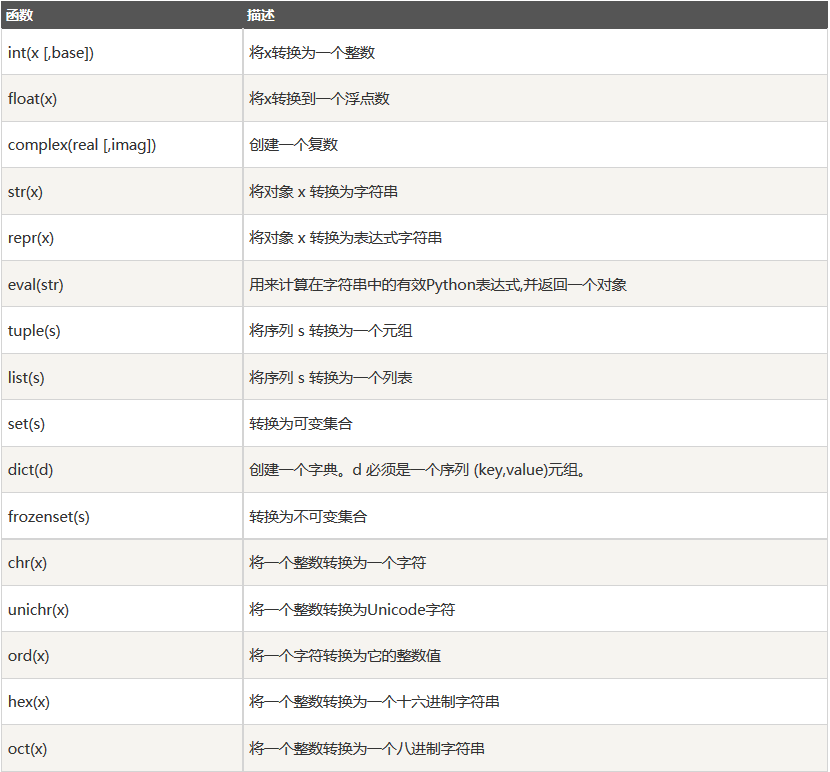 函数 描述
int(x [,base]) 将x转换为一个整数
float(x) 将x转换到一个浮点数
complex(real [,imag]) 创建一个复数
str(x) 将对象 x 转换为字符串
repr(x) 将对象 x 转换为表达式字符串
eval(str) 用来计算在字符串中的有效Python表达式,并返回一个对象
tuple(s) 将序列 s 转换为一个元组
list(s) 将序列 s 转换为一个列表
set(s) 转换为可变集合
dict(d) 创建一个字典。d 必须是一个序列 (key,value)元组。
frozenset(s) 转换为不可变集合
chr(x) 将一个整数转换为一个字符
unichr(x) 将一个整数转换为Unicode字符
ord(x) 将一个字符转换为它的整数值
hex(x) 将一个整数转换为一个十六进制字符串
oct(x) 将一个整数转换为一个八进制字符串